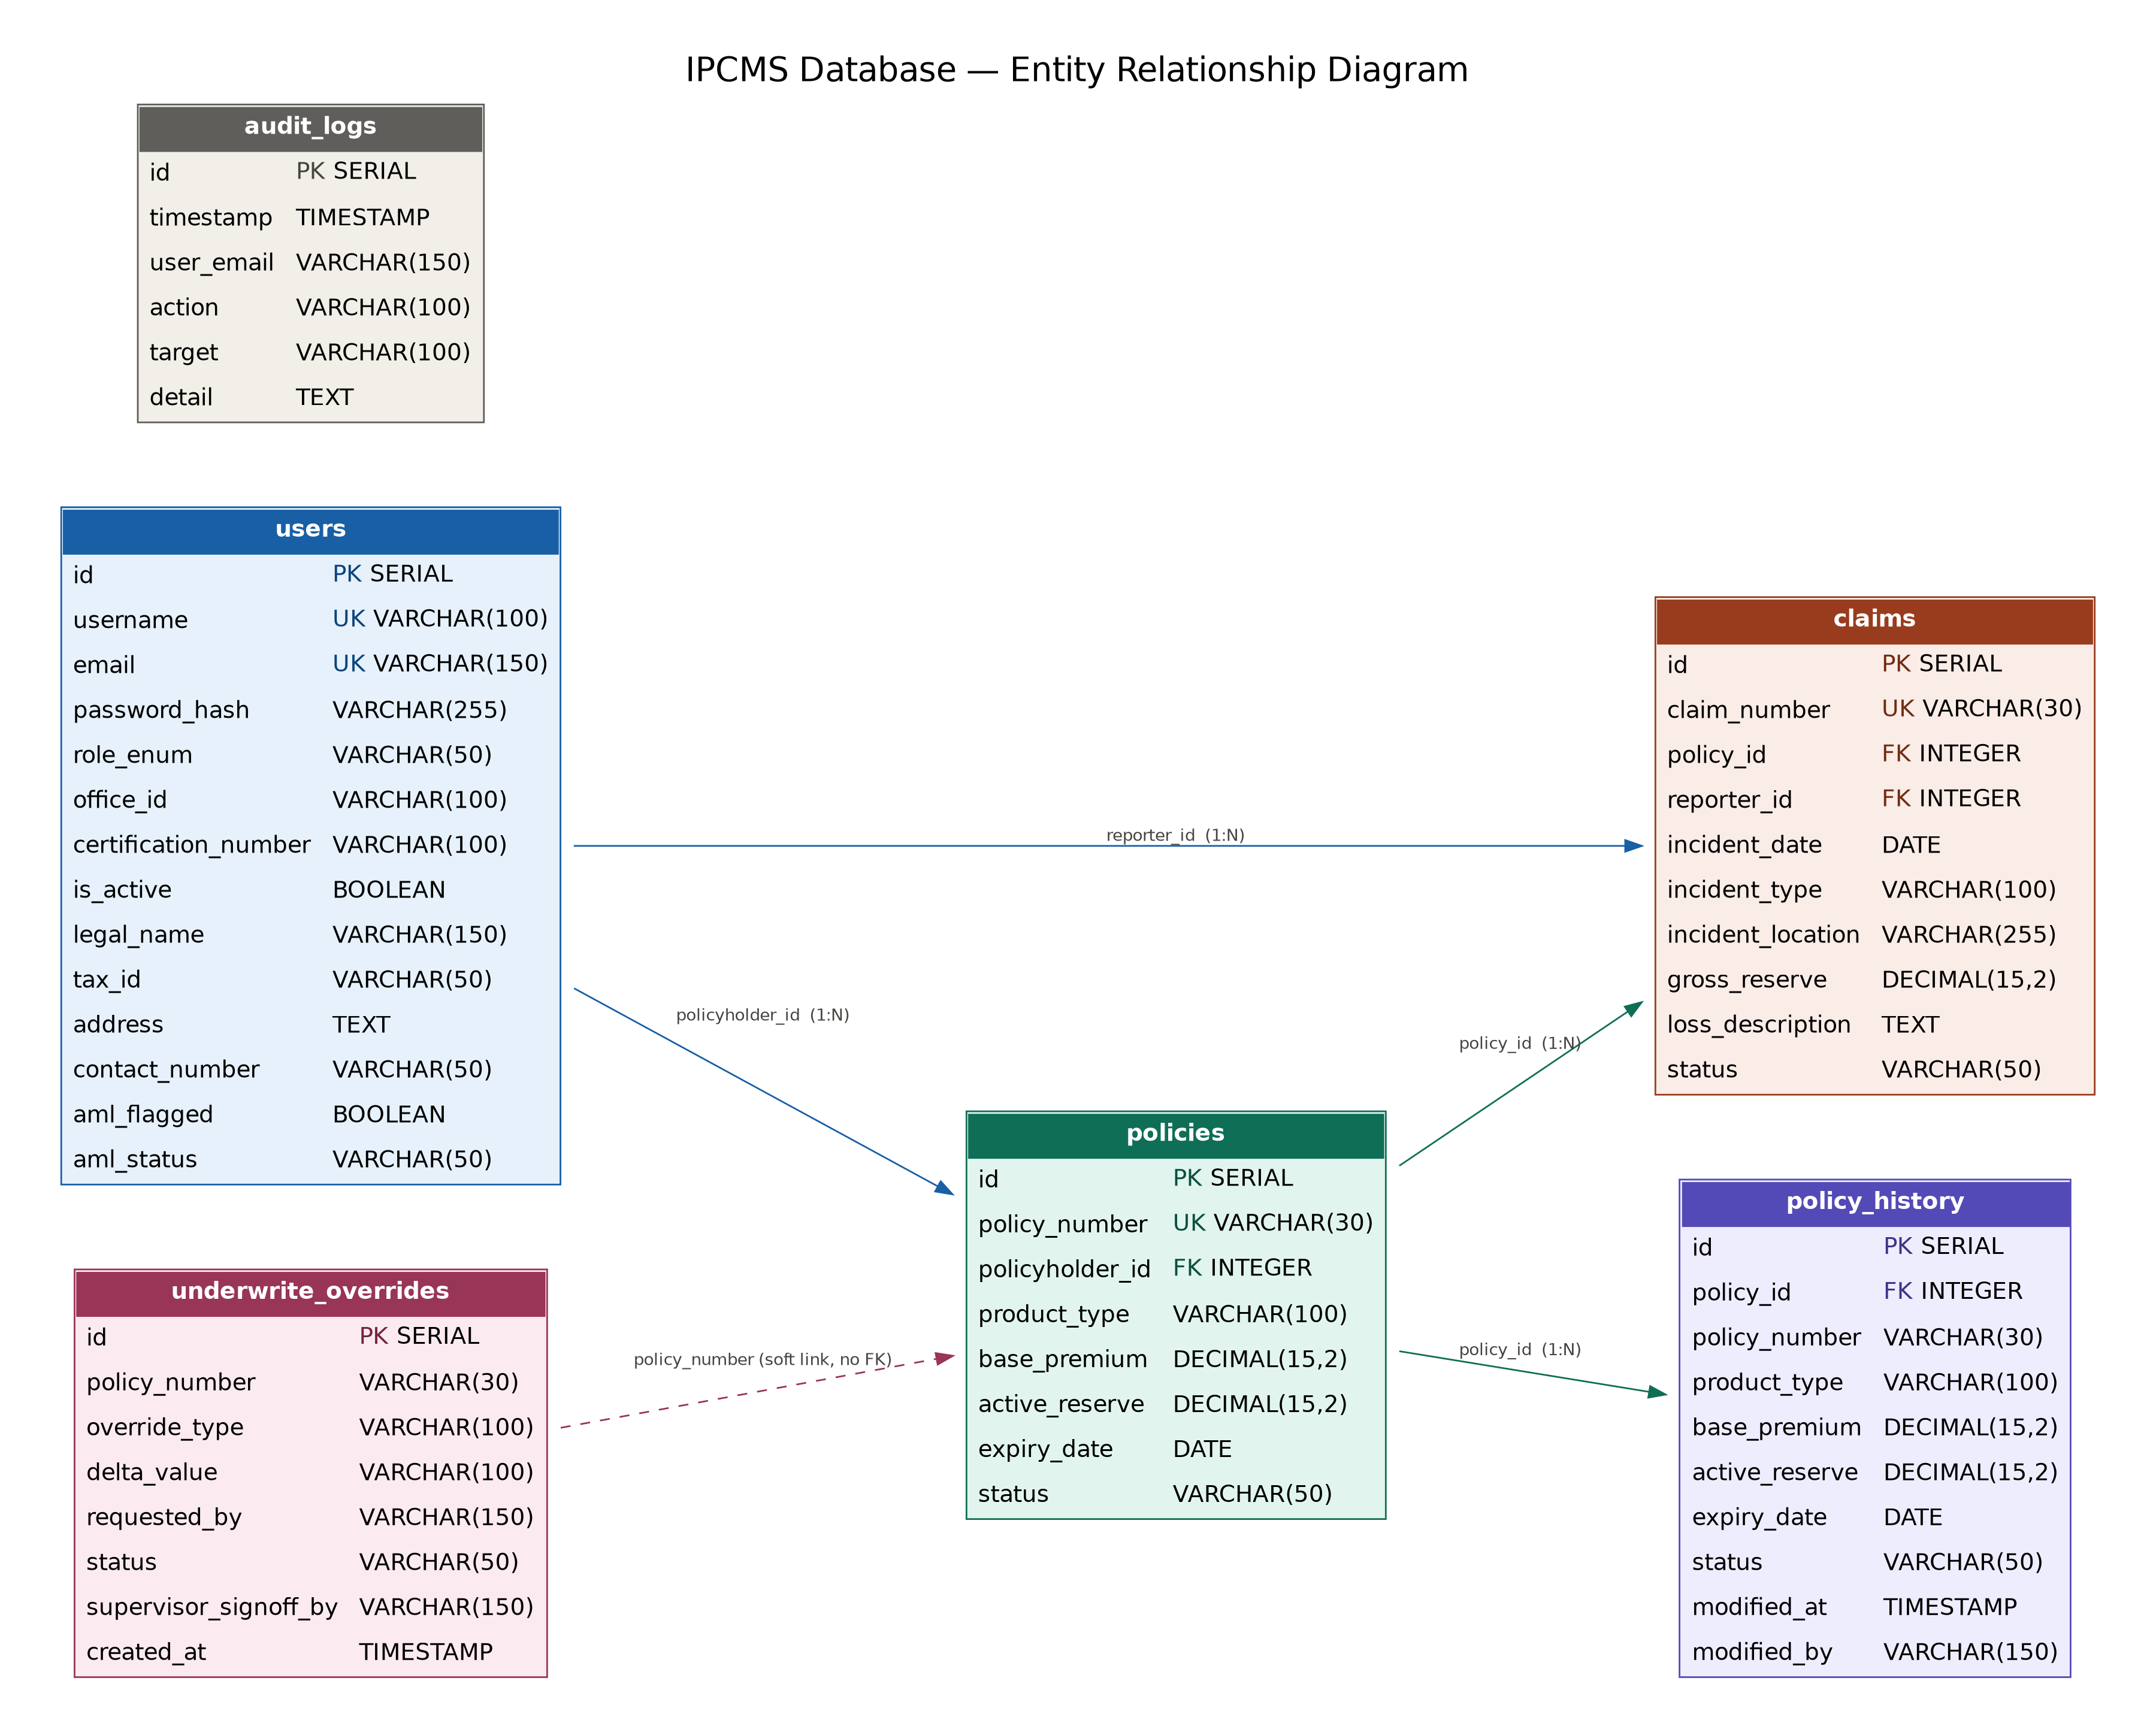 IPCMS Database — Entity Relationship Diagram
audit_logs
id PK SERIAL
timestamp TIMESTAMP
user_email VARCHAR(150)
action VARCHAR(100)
target VARCHAR(100)
detail TEXT
users
id PK SERIAL
username UK VARCHAR(100)
email UK VARCHAR(150)
password_hash VARCHAR(255)
role_enum VARCHAR(50)
office_id VARCHAR(100)
certification_number VARCHAR(100)
is_active BOOLEAN
legal_name VARCHAR(150)
tax_id VARCHAR(50)
address TEXT
contact_number VARCHAR(50)
aml_flagged BOOLEAN
aml_status VARCHAR(50)
reporter_id (1:N)
policyholder_id (1:N)
claims
id PK SERIAL
claim_number UK VARCHAR(30)
policy_id FK INTEGER
reporter_id FK INTEGER
incident_date DATE
incident_type VARCHAR(100)
incident_location VARCHAR(255)
gross_reserve DECIMAL(15,2)
loss_description TEXT
status VARCHAR(50)
policy_id (1:N)
underwrite_overrides
id PK SERIAL
policy_number VARCHAR(30)
override_type VARCHAR(100)
delta_value VARCHAR(100)
requested_by VARCHAR(150)
status VARCHAR(50)
supervisor_signoff_by VARCHAR(150)
created_at TIMESTAMP
policy_number (soft link, no FK)
policies
id PK SERIAL
policy_number UK VARCHAR(30)
policyholder_id FK INTEGER
product_type VARCHAR(100)
base_premium DECIMAL(15,2)
active_reserve DECIMAL(15,2)
expiry_date DATE
status VARCHAR(50)
policy_id (1:N)
policy_history
id PK SERIAL
policy_id FK INTEGER
policy_number VARCHAR(30)
product_type VARCHAR(100)
base_premium DECIMAL(15,2)
active_reserve DECIMAL(15,2)
expiry_date DATE
status VARCHAR(50)
modified_at TIMESTAMP
modified_by VARCHAR(150)